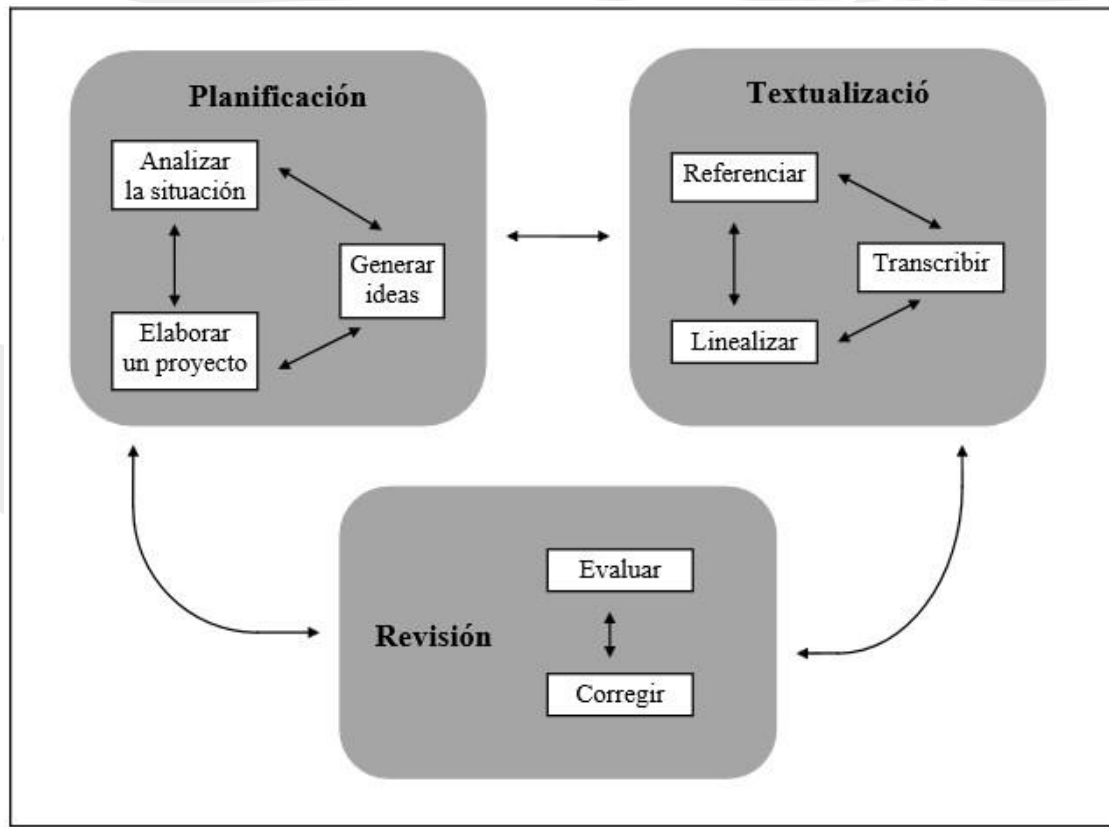 Planificación
Analizar
la situación
Generar
ideas
Elaborar
un proyecto
Textualizació
Referenciar
Transcribir
Linealizar
Revisión
Evaluar
Corregir